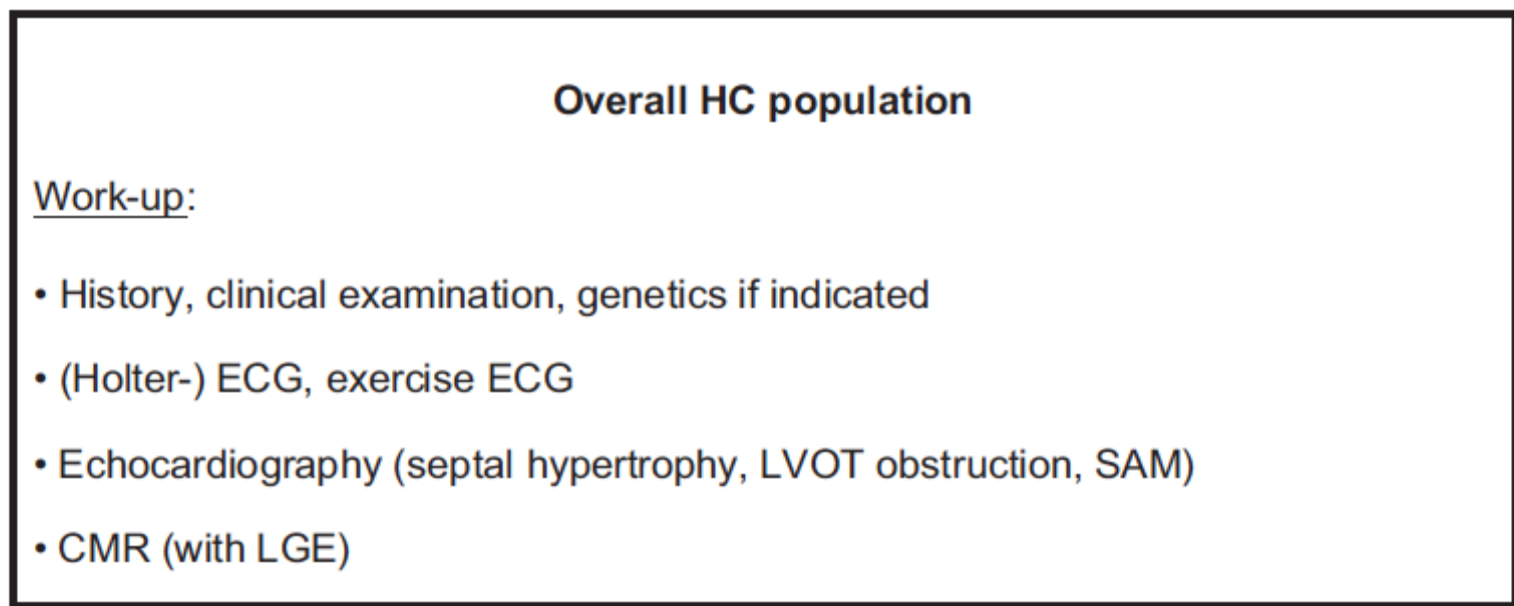 Overall HC population
Work-up:
• History, clinical examination, genetics if indicated
• (Holter-) ECG, exercise ECG
• Echocardiography (septal hypertrophy, LVOT obstruction, SAM)
• CMR (with LGE)